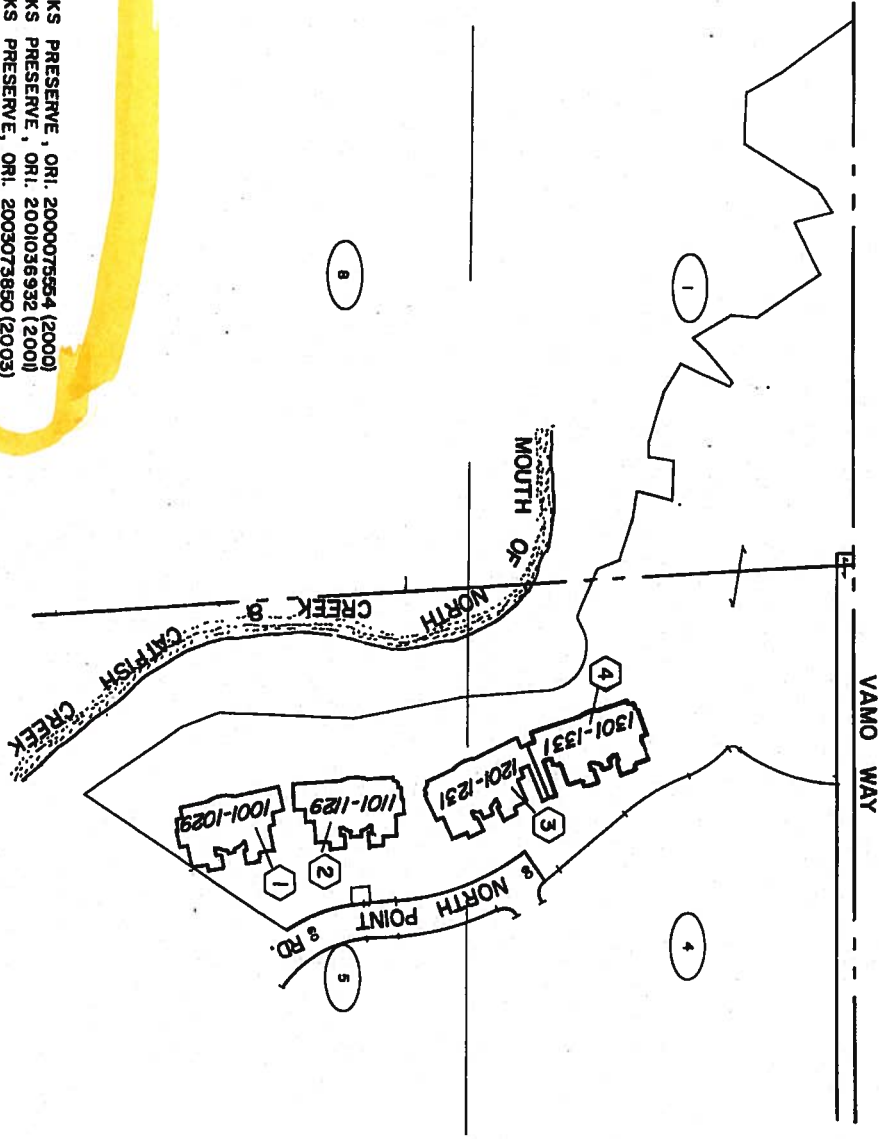 KS PRESERVE, ORI. 2000075554 (2000)
KS PRESERVE, ORI. 2001036932 (2001)
KS PRESERVE, ORI. 2003073850 (2003)
VAMO WAY
1
8
MOUTH OF
NORTH
CREEK &
CATFISH
CREEK
4
1301-1331
1201-1231
3
1101-1129
2
1001-1029
1
NORTH POINT RD.
4
5